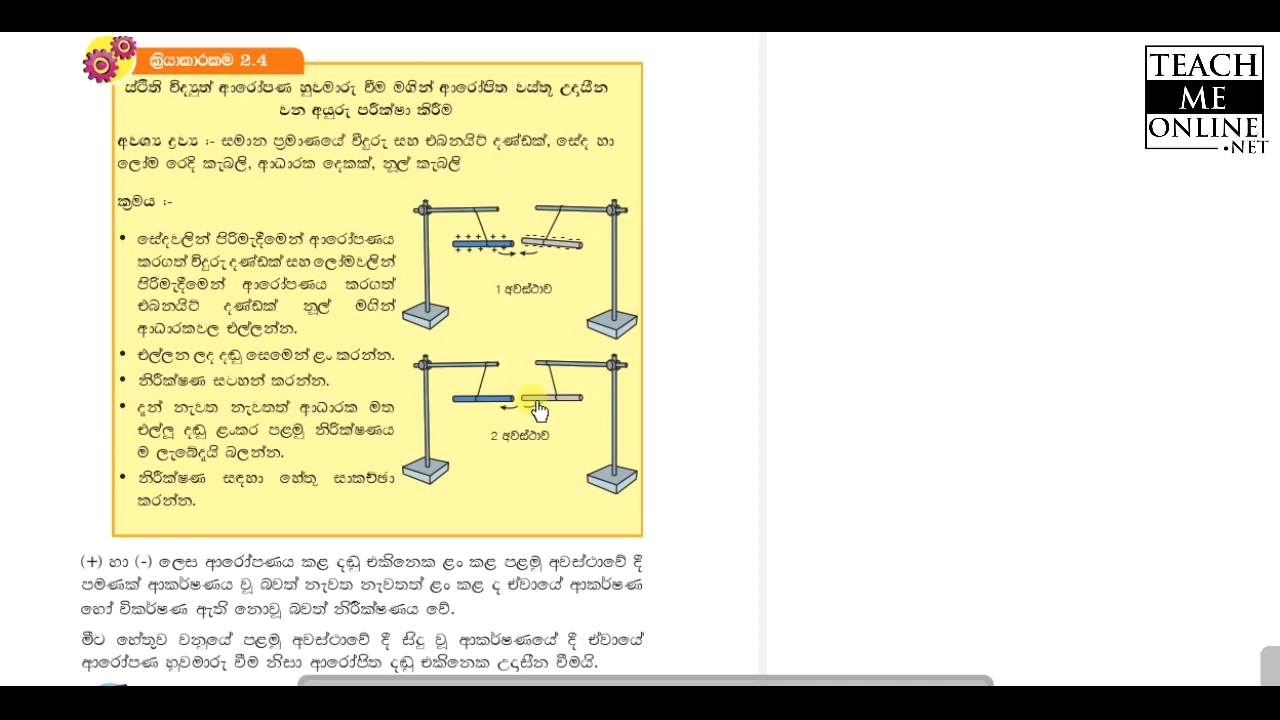 ක්‍රියාකාරකම 2.4
ස්ථිති විද්‍යුත් ආරෝපණ හුවමාරු වීම මගින් ආරෝපිත වස්තූ උදාසීන
වන අයුරු පරීක්ෂා කිරීම
අවශ්‍ය ද්‍රව්‍ය :- සමාන ප්‍රමාණයේ වීදුරු සහ එබනයිට් දණ්ඩක්, සේද හා
ලෝම රෙදි කැබලි, ආධාරක දෙකක්, නූල් කැබලි
ක්‍රමය :-
• සේදවලින් පිරිමැදීමෙන් ආරෝපණය
කරගත් විදුරු දණ්ඩක් සහ ලෝමවලින්
පිරිමැදීමෙන් ආරෝපණය කරගත්
එබනයිට් දණ්ඩක් නූල් මගින්
ආධාරකවල එල්ලන්න.
• එල්ලන ලද දඬු සෙමෙන් ළං කරන්න.
• නිරීක්ෂණ සටහන් කරන්න.
• දැන් නැවත නැවතත් ආධාරක මත
එල්ලූ දඬු ළංකර පළමු නිරීක්ෂණය
ම ලැබේදැයි බලන්න.
• නිරීක්ෂණ සඳහා හේතු සාකච්ඡා
කරන්න.
1 අවස්ථාව
2 අවස්ථාව
(+) හා (-) ලෙස ආරෝපණය කළ දඬු එකිනෙක ළං කළ පළමු අවස්ථාවේ දී
පමණක් ආකර්ෂණය වූ බවත් නැවත නැවතත් ළං කළ ද ඒවායේ ආකර්ෂණ
හෝ විකර්ෂණ ඇති නොවූ බවත් නිරීක්ෂණය වේ.
මීට හේතුව වනුයේ පළමු අවස්ථාවේ දී සිදු වූ ආකර්ෂණයේ දී ඒවායේ
ආරෝපණ හුවමාරු වීම නිසා ආරෝපිත දඬු එකිනෙක උදාසීන වීමයි.
TEACH
ME
ONLINE
.NET